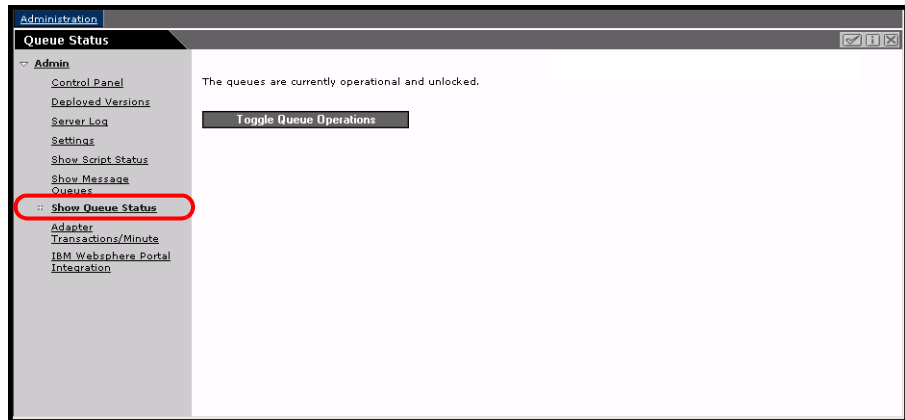 Administration
Queue Status
Admin
Control Panel
Deployed Versions
Server Log
Settings
Show Script Status
Show Message
Queues
Show Queue Status
Adapter
Transactions/Minute
IBM Websphere Portal
Integration
The queues are currently operational and unlocked.
Toggle Queue Operations